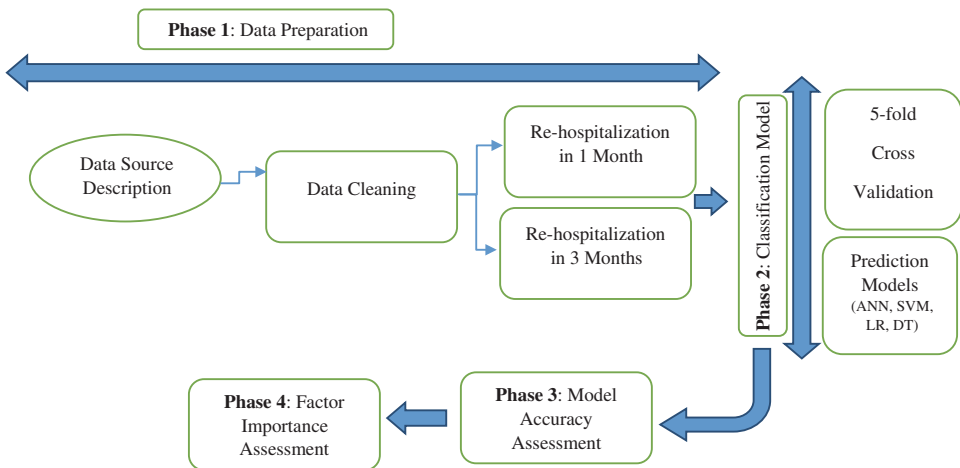 Phase 1: Data Preparation
Data Source
Description
Data Cleaning
Re-hospitalization
in 1 Month
Re-hospitalization
in 3 Months
Phase 2: Classification Model
5-fold
Cross
Validation
Prediction
Models
(ANN, SVM,
LR, DT)
Phase 3: Model
Accuracy
Assessment
Phase 4: Factor
Importance
Assessment